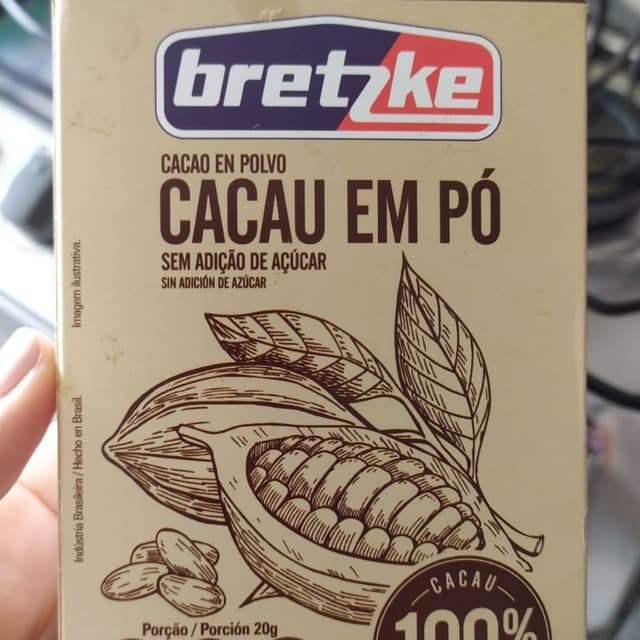 bretzke
CACAO EN POLVO
CACAU EM PÓ
SEM ADIÇÃO DE AÇÚCAR
SIN ADICIÓN DE AZÚCAR
Imagem ilustrativa.
Indústria Brasileira / Hecho en Brasil.
CACAU
100%
Porção / Porción 20g